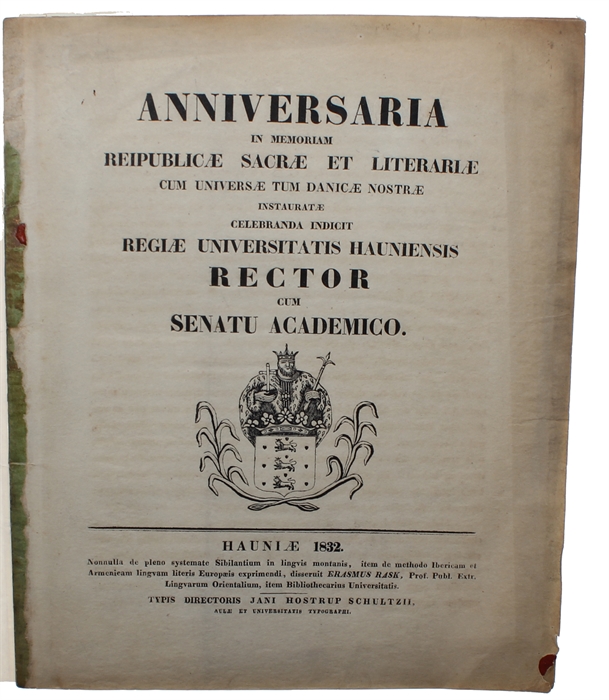 ANNIVERSARIA
IN MEMORIAM
REIPUBLICÆ SACRÆ ET LITERARIÆ
CUM UNIVERSÆ TUM DANICÆ NOSTRÆ
INSTAURATÆ
CELEBRANDA INDICIT
REGIÆ UNIVERSITATIS HAUNIENSIS
RECTOR
CUM
SENATU ACADEMICO.
HAUNIÆ 1832.
Nonnulla de pleno systemate Sibilantium in lingvis montanis, item de methodo Ibericam et
Armenicam lingvam literis Europæis exprimendi, disseruit ERASMUS RASK, Prof. Publ. Extr.
Lingvarum Orientalium, item Bibliothecarius Universitatis.
TYPIS DIRECTORIS JANI HOSTRUP SCHULTZII,
AULÆ ET UNIVERSITATIS TYPOGRAPHI.